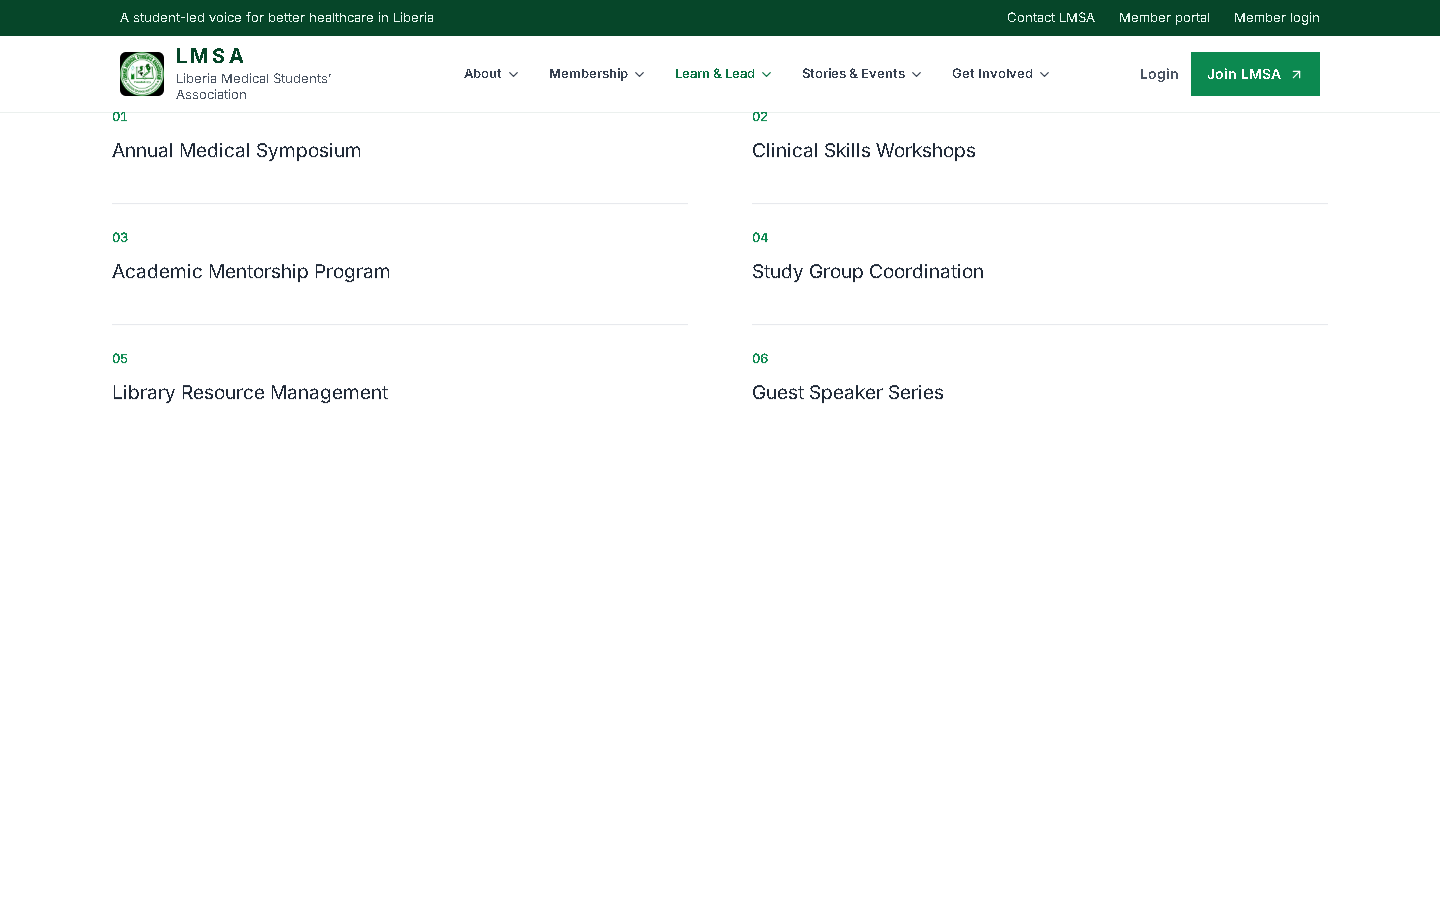 A student-led voice for better healthcare in Liberia
Contact LMSA
Member portal
Member login
LMSA
Liberia Medical Students'
Association
About
Membership
Learn & Lead
Stories & Events
Get Involved
Login
Join LMSA
01
Annual Medical Symposium
02
Clinical Skills Workshops
03
Academic Mentorship Program
04
Study Group Coordination
05
Library Resource Management
06
Guest Speaker Series